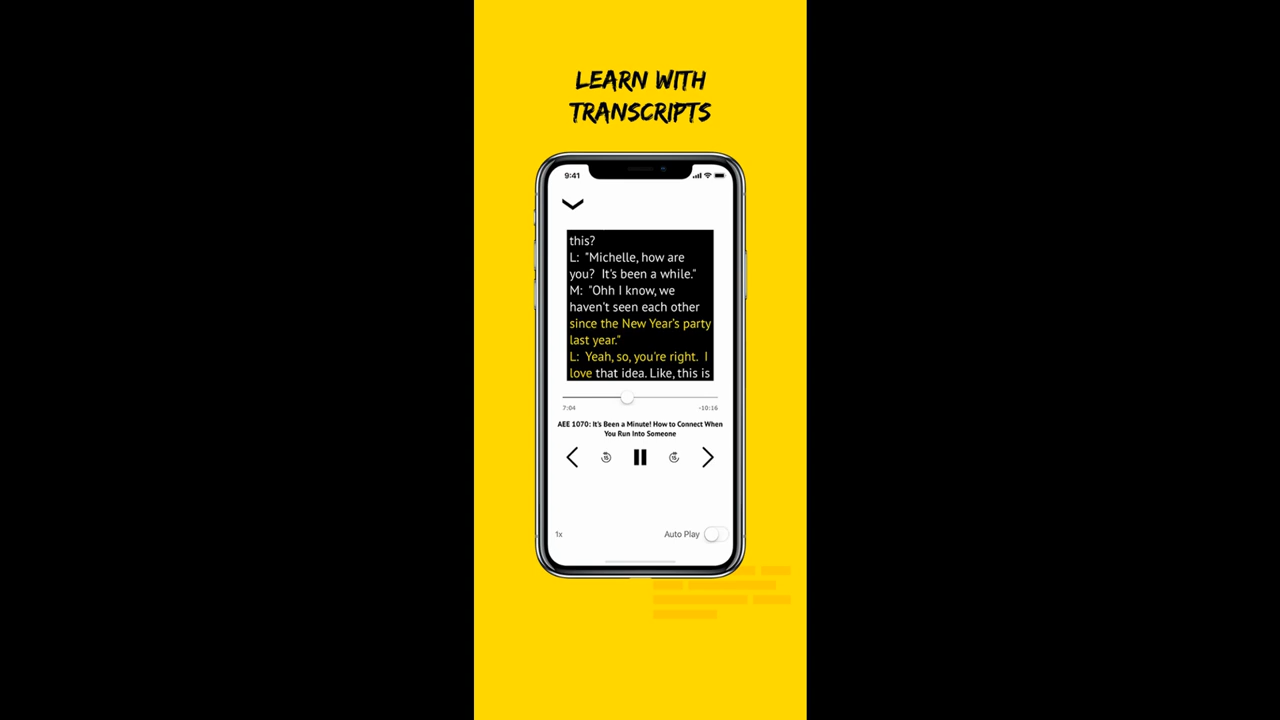 LEARN WITH
TRANSCRIPTS
9:41
this?
L:  "Michelle, how are
you?  It's been a while."
M:  "Ohh I know, we
haven't seen each other
since the New Year's party
last year."
L:  Yeah, so, you're right.  I
love that idea. Like, this is
7:04 -10:16
AEE 1070: It's Been a Minute! How to Connect When
You Run Into Someone
15 15
1x Auto Play